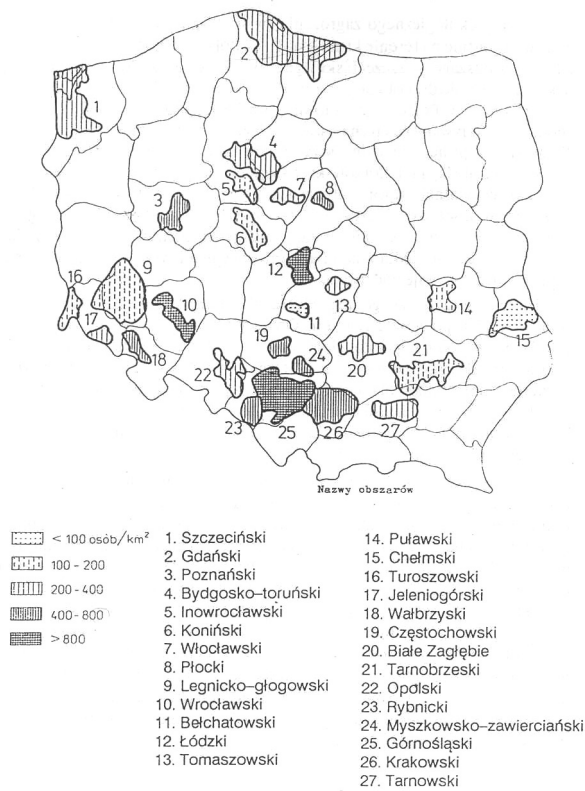 1
2
3
4
5
6
7
8
9
10
11
12
13
14
15
16
17
18
19
20
21
22
23
24
25
26
27
Nazwy obszarów
< 100 osób/km²
100 - 200
200 - 400
400 - 800
> 800
1. Szczeciński
2. Gdański
3. Poznański
4. Bydgosko–toruński
5. Inowrocławski
6. Koniński
7. Włocławski
8. Płocki
9. Legnicko–głogowski
10. Wrocławski
11. Bełchatowski
12. Łódzki
13. Tomaszowski
14. Puławski
15. Chełmski
16. Turoszowski
17. Jeleniogórski
18. Wałbrzyski
19. Częstochowski
20. Białe Zagłębie
21. Tarnobrzeski
22. Opolski
23. Rybnicki
24. Myszkowsko–zawierciański
25. Górnośląski
26. Krakowski
27. Tarnowski